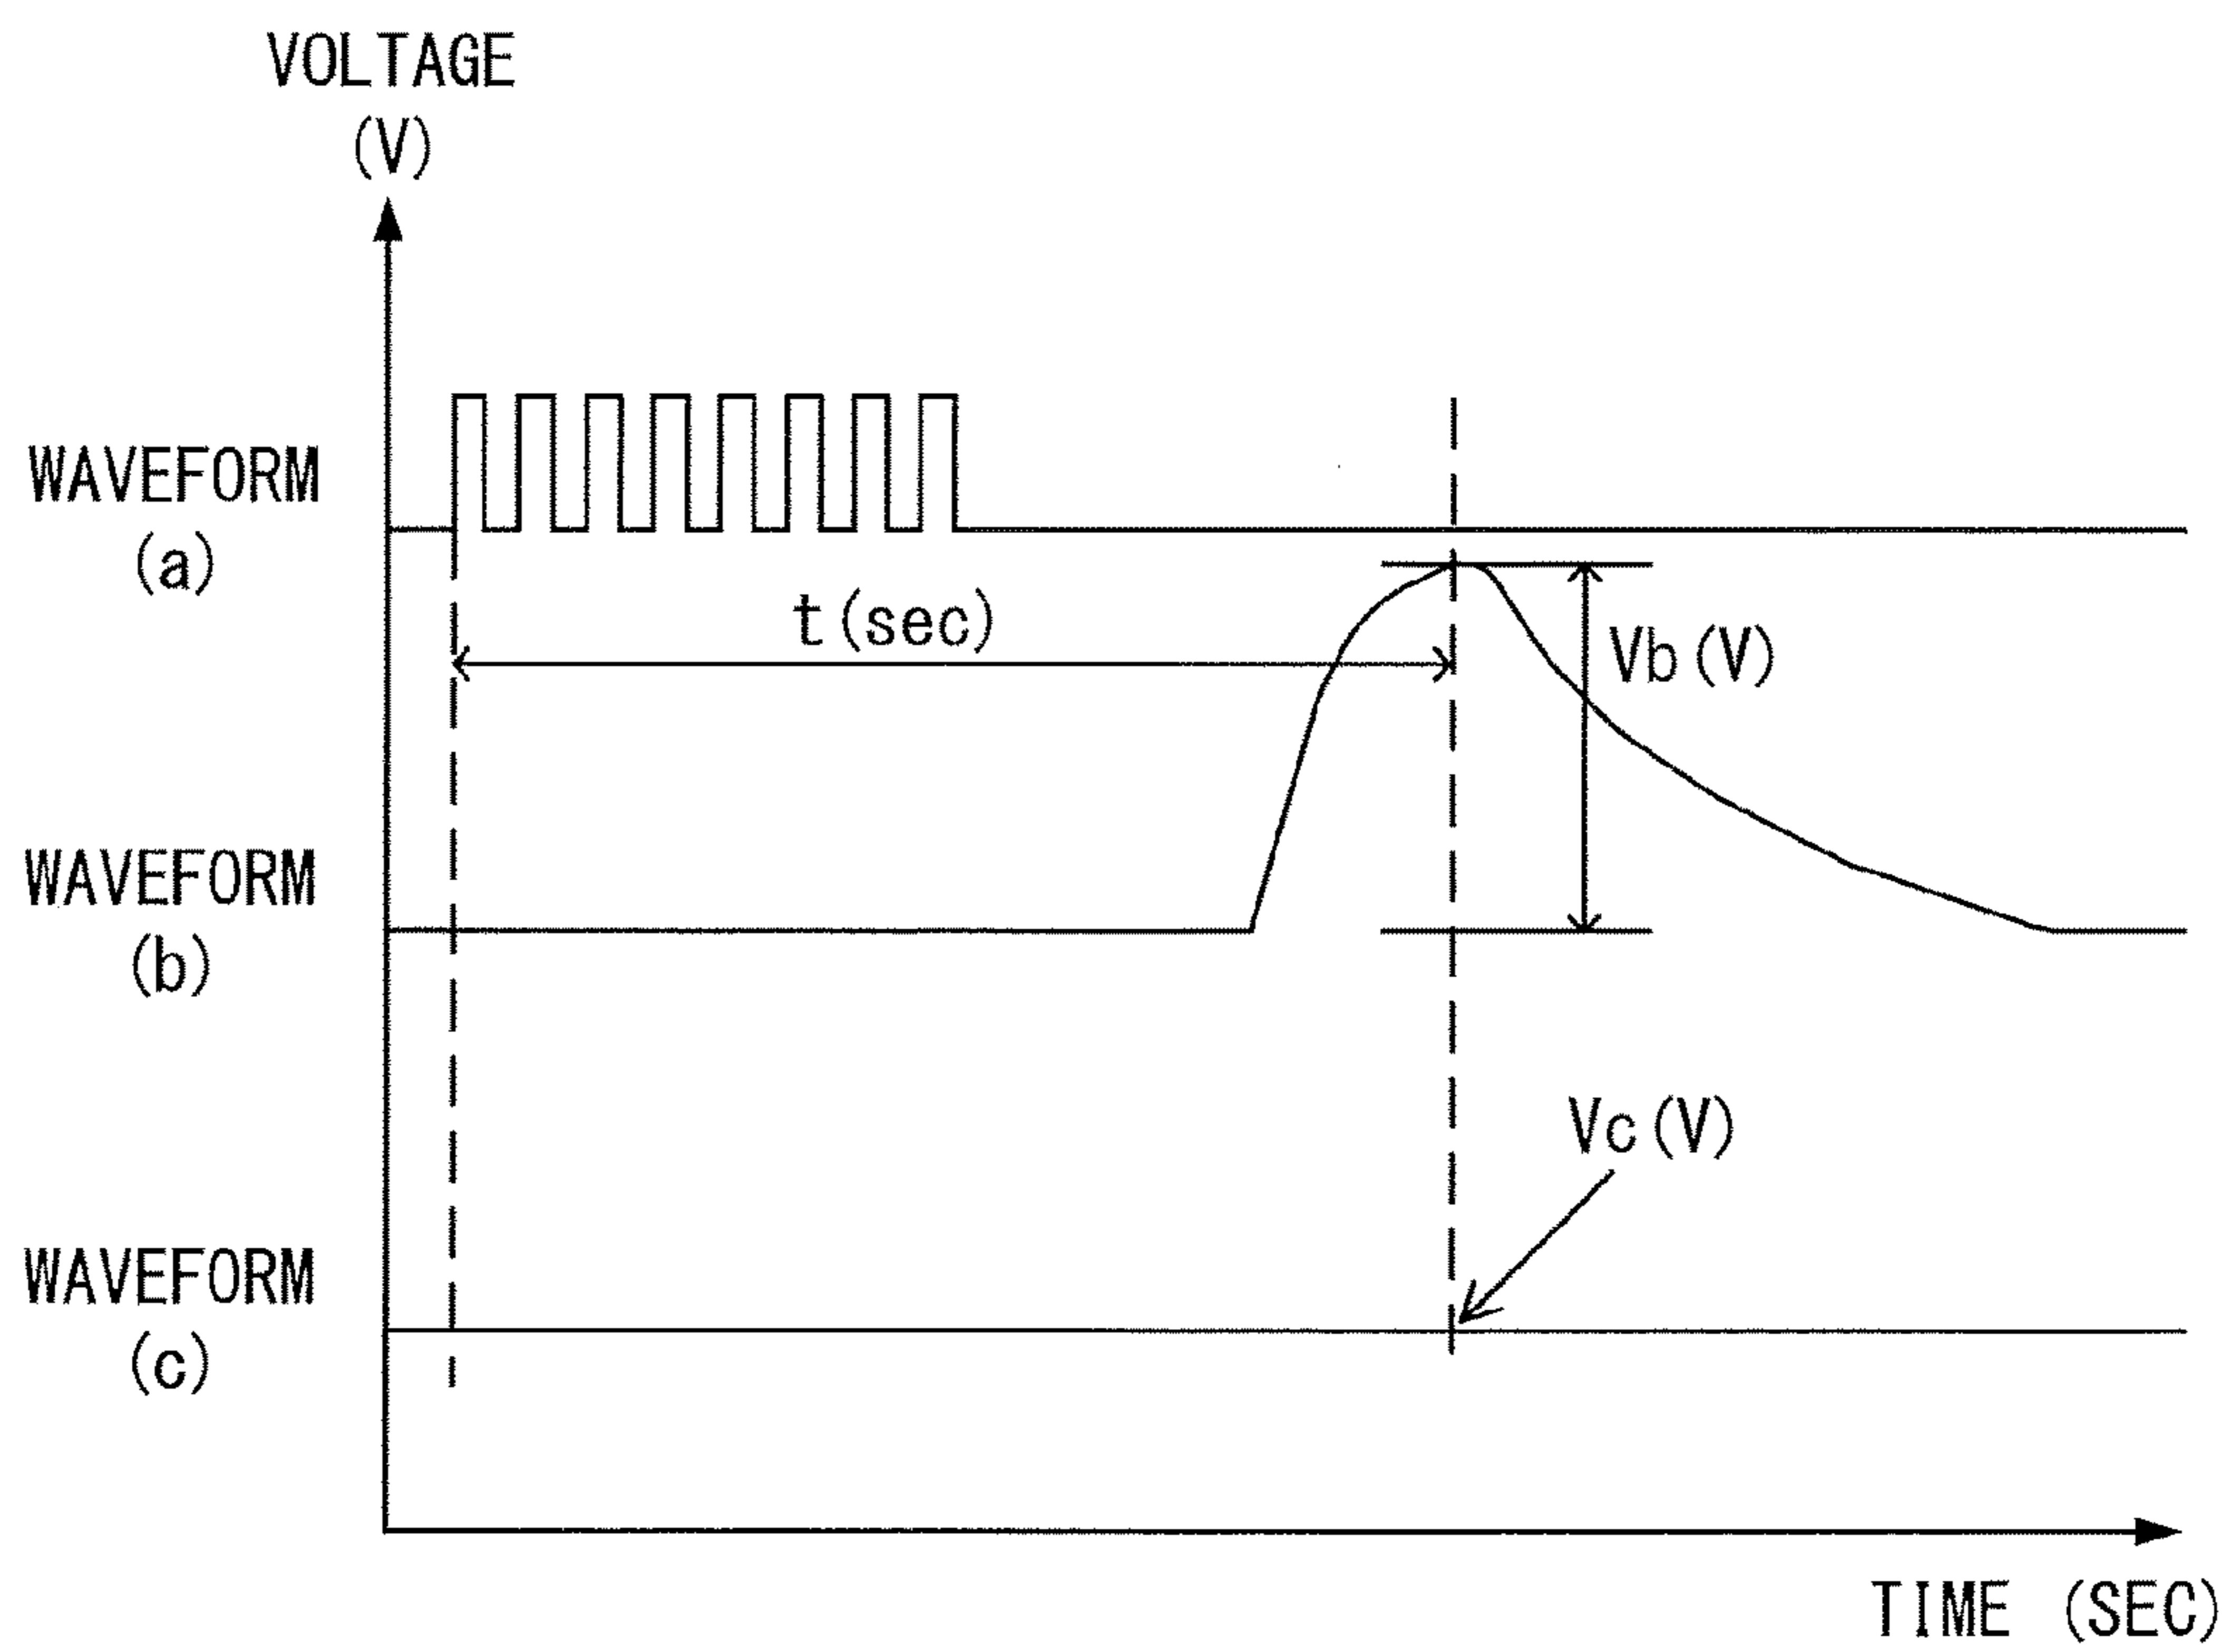 VOLTAGE
(V)
WAVEFORM
(a)
t(sec)
Vb(V)
WAVEFORM
(b)
Vc(V)
WAVEFORM
(c)
TIME (SEC)